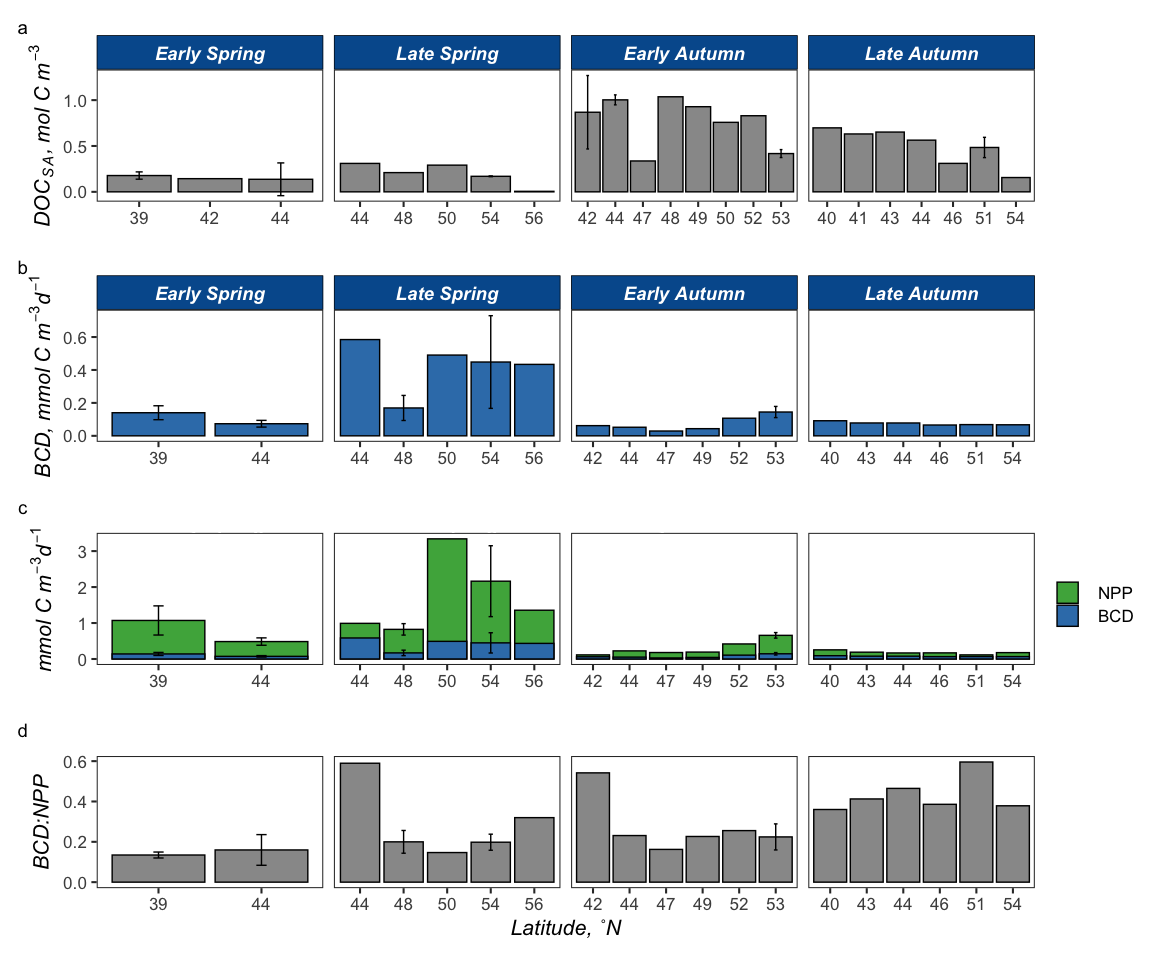 a
DOC_SA, mol C m⁻³
Early Spring Late Spring Early Autumn Late Autumn
1.0
0.5
0.0
39 42 44 44 48 50 54 56 42 44 47 48 49 50 52 53 40 41 43 44 46 51 54
b
BCD, mmol C m⁻³d⁻¹
Early Spring Late Spring Early Autumn Late Autumn
0.6
0.4
0.2
0.0
39 44 44 48 50 54 56 42 44 47 49 52 53 40 43 44 46 51 54
c
mmol C m⁻³d⁻¹
3
2
1
0
39 44 44 48 50 54 56 42 44 47 49 52 53 40 43 44 46 51 54
NPP
BCD
d
BCD:NPP
0.6
0.4
0.2
0.0
39 44 44 48 50 54 56 42 44 47 49 52 53 40 43 44 46 51 54
Latitude, ˚N